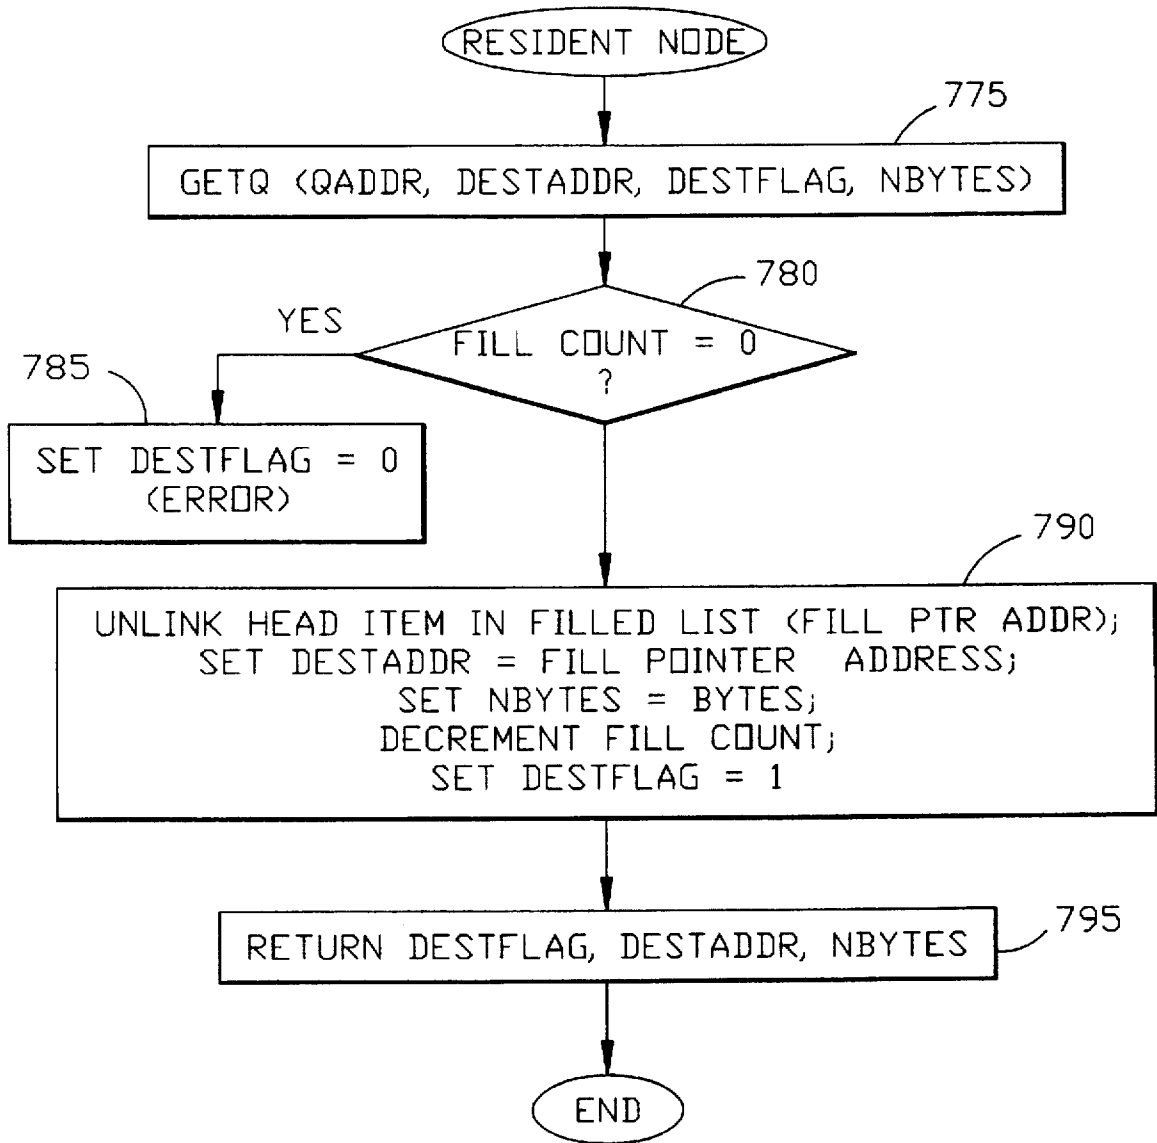 RESIDENT NODE
775
GETQ (QADDR, DESTADDR, DESTFLAG, NBYTES)
780
YES
FILL COUNT = 0
?
785
SET DESTFLAG = 0
(ERROR)
790
UNLINK HEAD ITEM IN FILLED LIST (FILL PTR ADDR);
SET DESTADDR = FILL POINTER ADDRESS;
SET NBYTES = BYTES;
DECREMENT FILL COUNT;
SET DESTFLAG = 1
795
RETURN DESTFLAG, DESTADDR, NBYTES
END